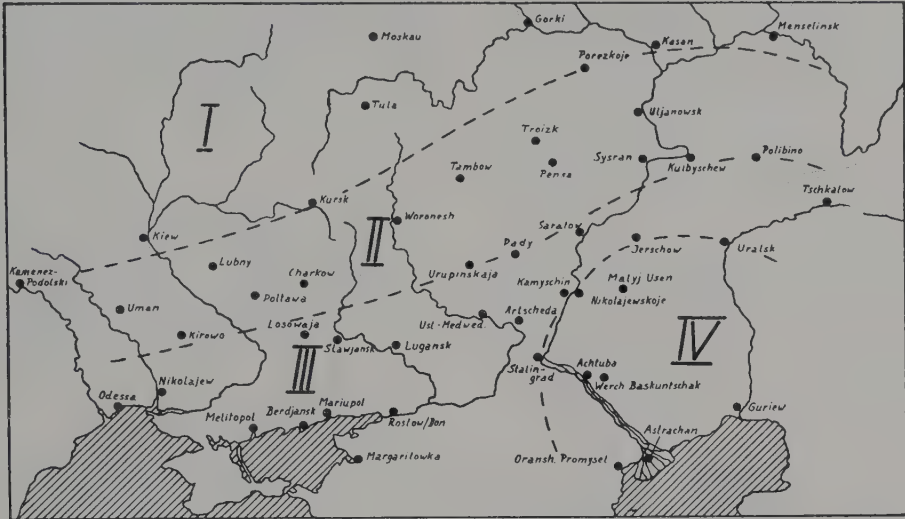 Gorki
Menselinsk
Moskau
Kasan
Porezkoje
I
Tula
Uljanowsk
Troizk
Pensa
Tambow
Sysran
Kuibyschew
Polibino
Tschkalow
Kursk
Woronesh
II
Kiew
Saratow
Dady
Jerschow
Uralsk
Lubny
Urupinskaja
Kamenez-
Podolski
Charkow
Poltawa
Kamyschin
Malyj Usen
Nikolajewskoje
Uman
Kirowo
Losowaja
Ust-Medwed.
Artscheda
Slawjansk
Lugansk
IV
III
Stalin-
grad
Achtuba
Werch Baskuntschak
Nikolajew
Odessa
Melitopol
Berdjansk
Mariupol
Rostow/Don
Guriew
Margaritowka
Astrachan
Oransh. Promysel